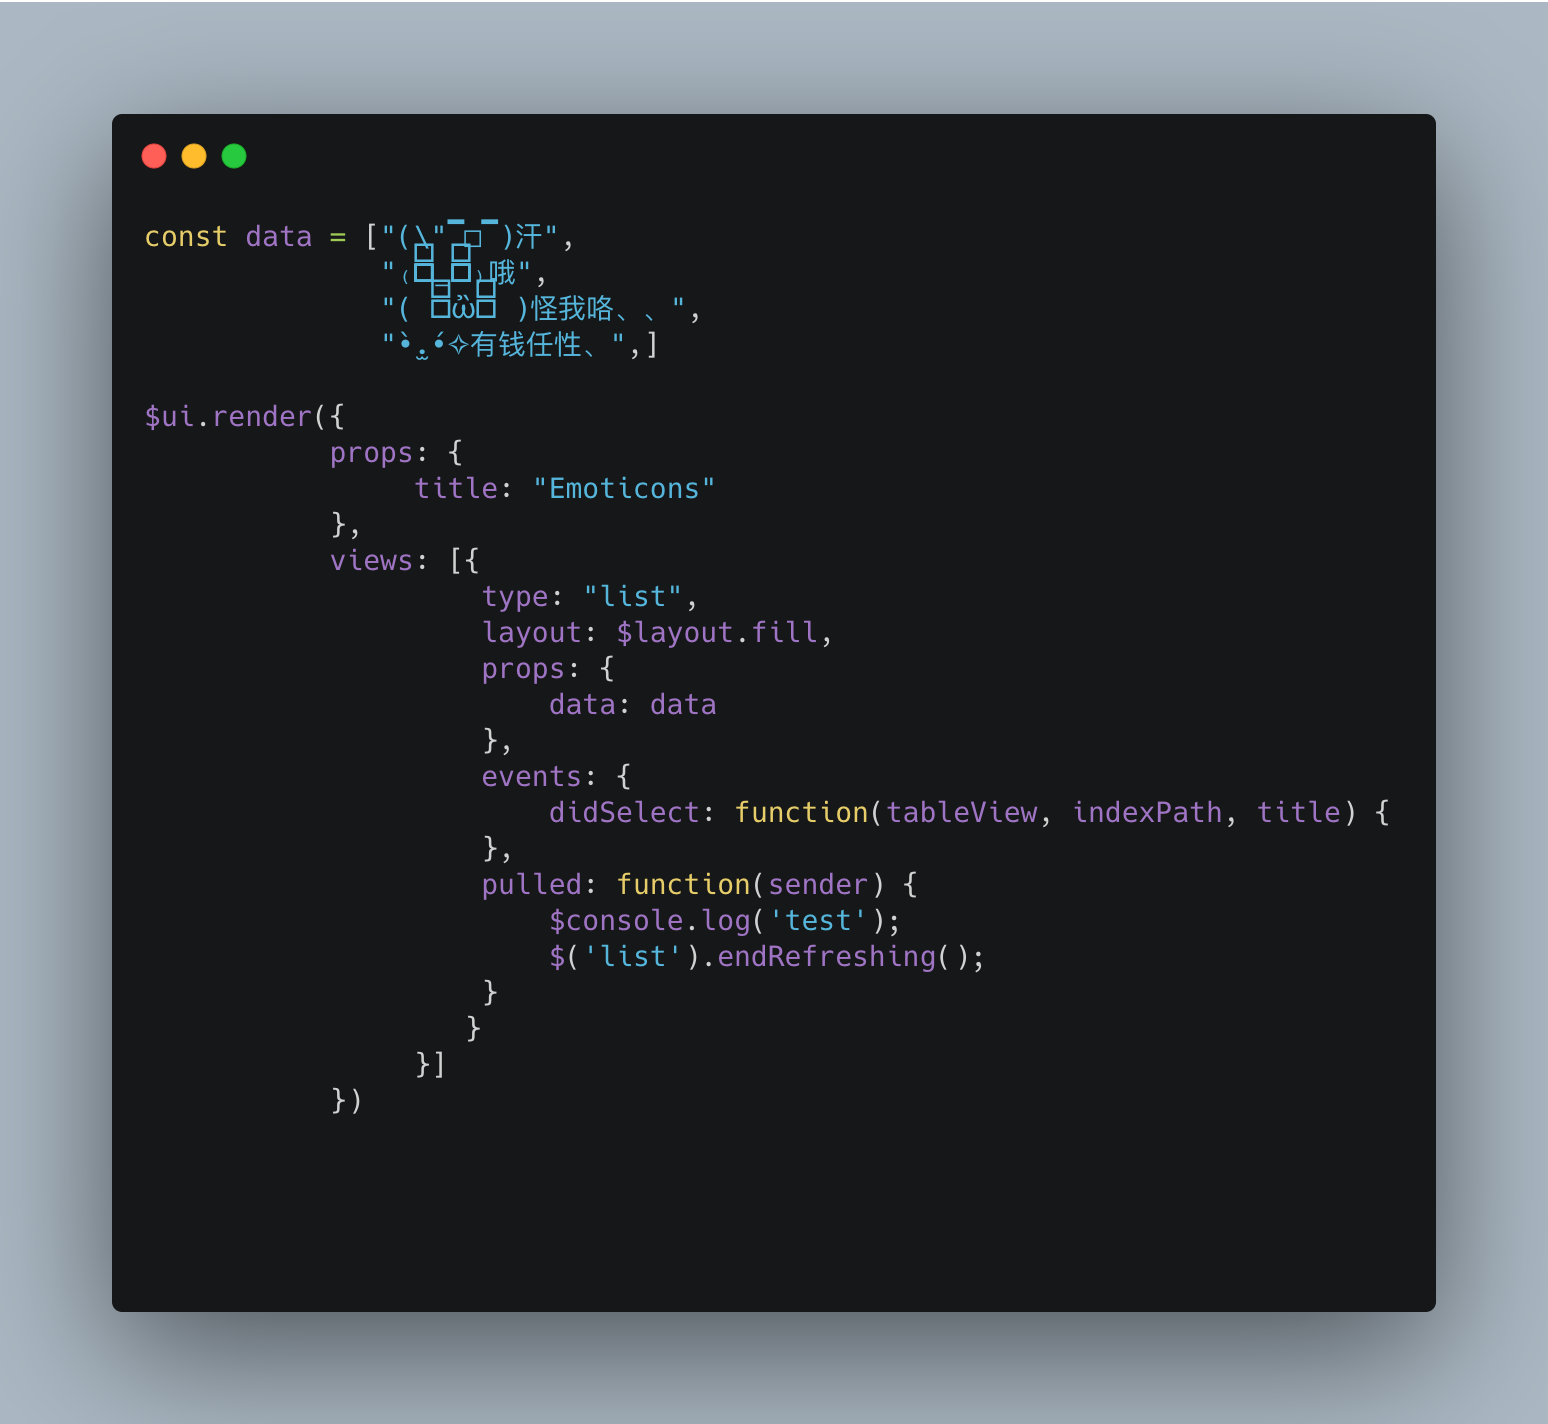 const data = ["(\"▔□▔)汗",
"₍  ₎哦",
"( ὼ )怪我咯、、",
"•̀.̫•́✧有钱任性、",]
$ui.render({
props: {
title: "Emoticons"
},
views: [{
type: "list",
layout: $layout.fill,
props: {
data: data
},
events: {
didSelect: function(tableView, indexPath, title) {
},
pulled: function(sender) {
$console.log('test');
$('list').endRefreshing();
}
}
}]
})